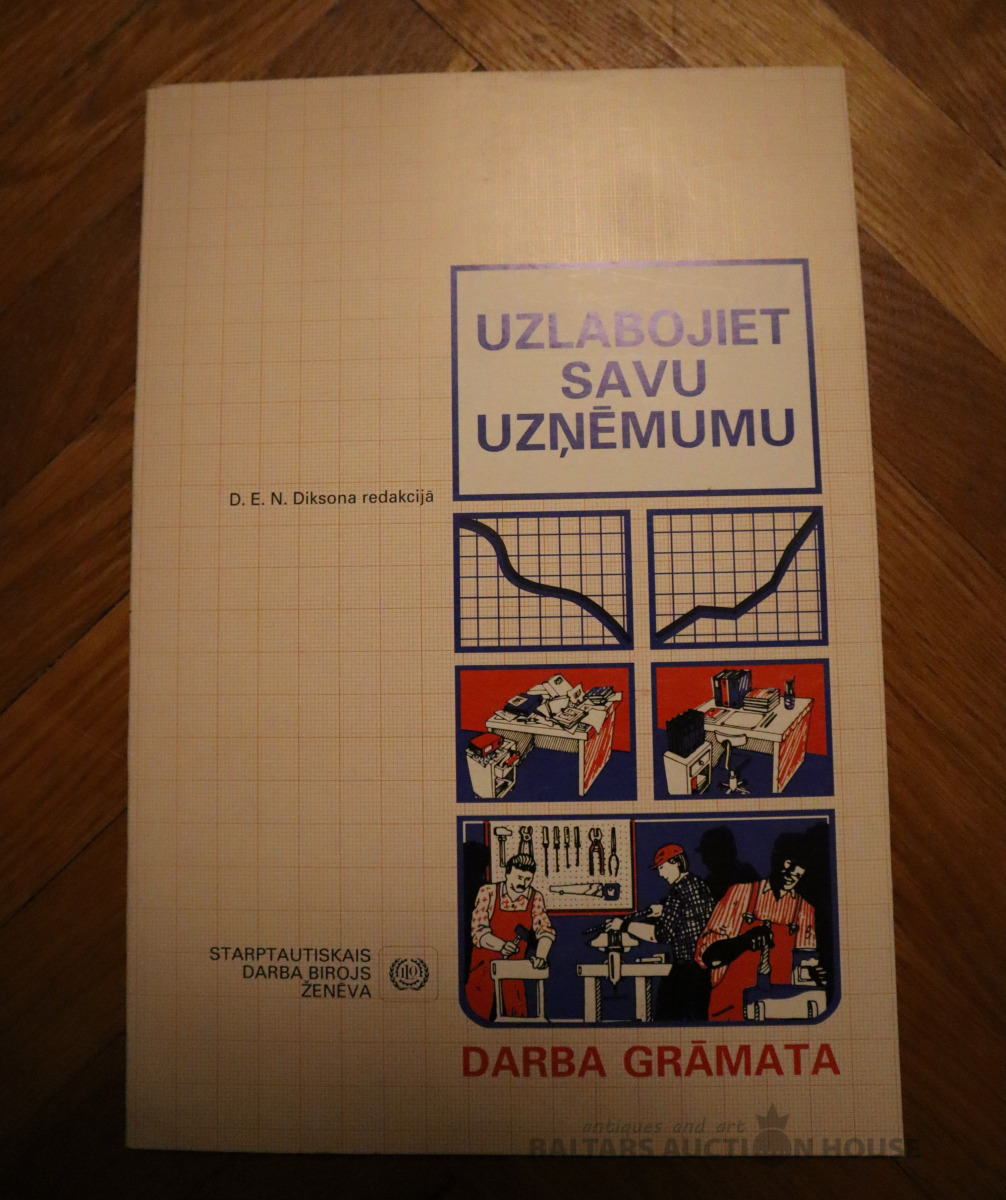 UZLABOJIET
SAVU
UZŅĒMUMU
D. E. N. Diksona redakcijā
STARPTAUTISKAIS
DARBA BIROJS
ŽENĒVA
DARBA GRĀMATA
antiques and art
BALTARS AUCTION HOUSE